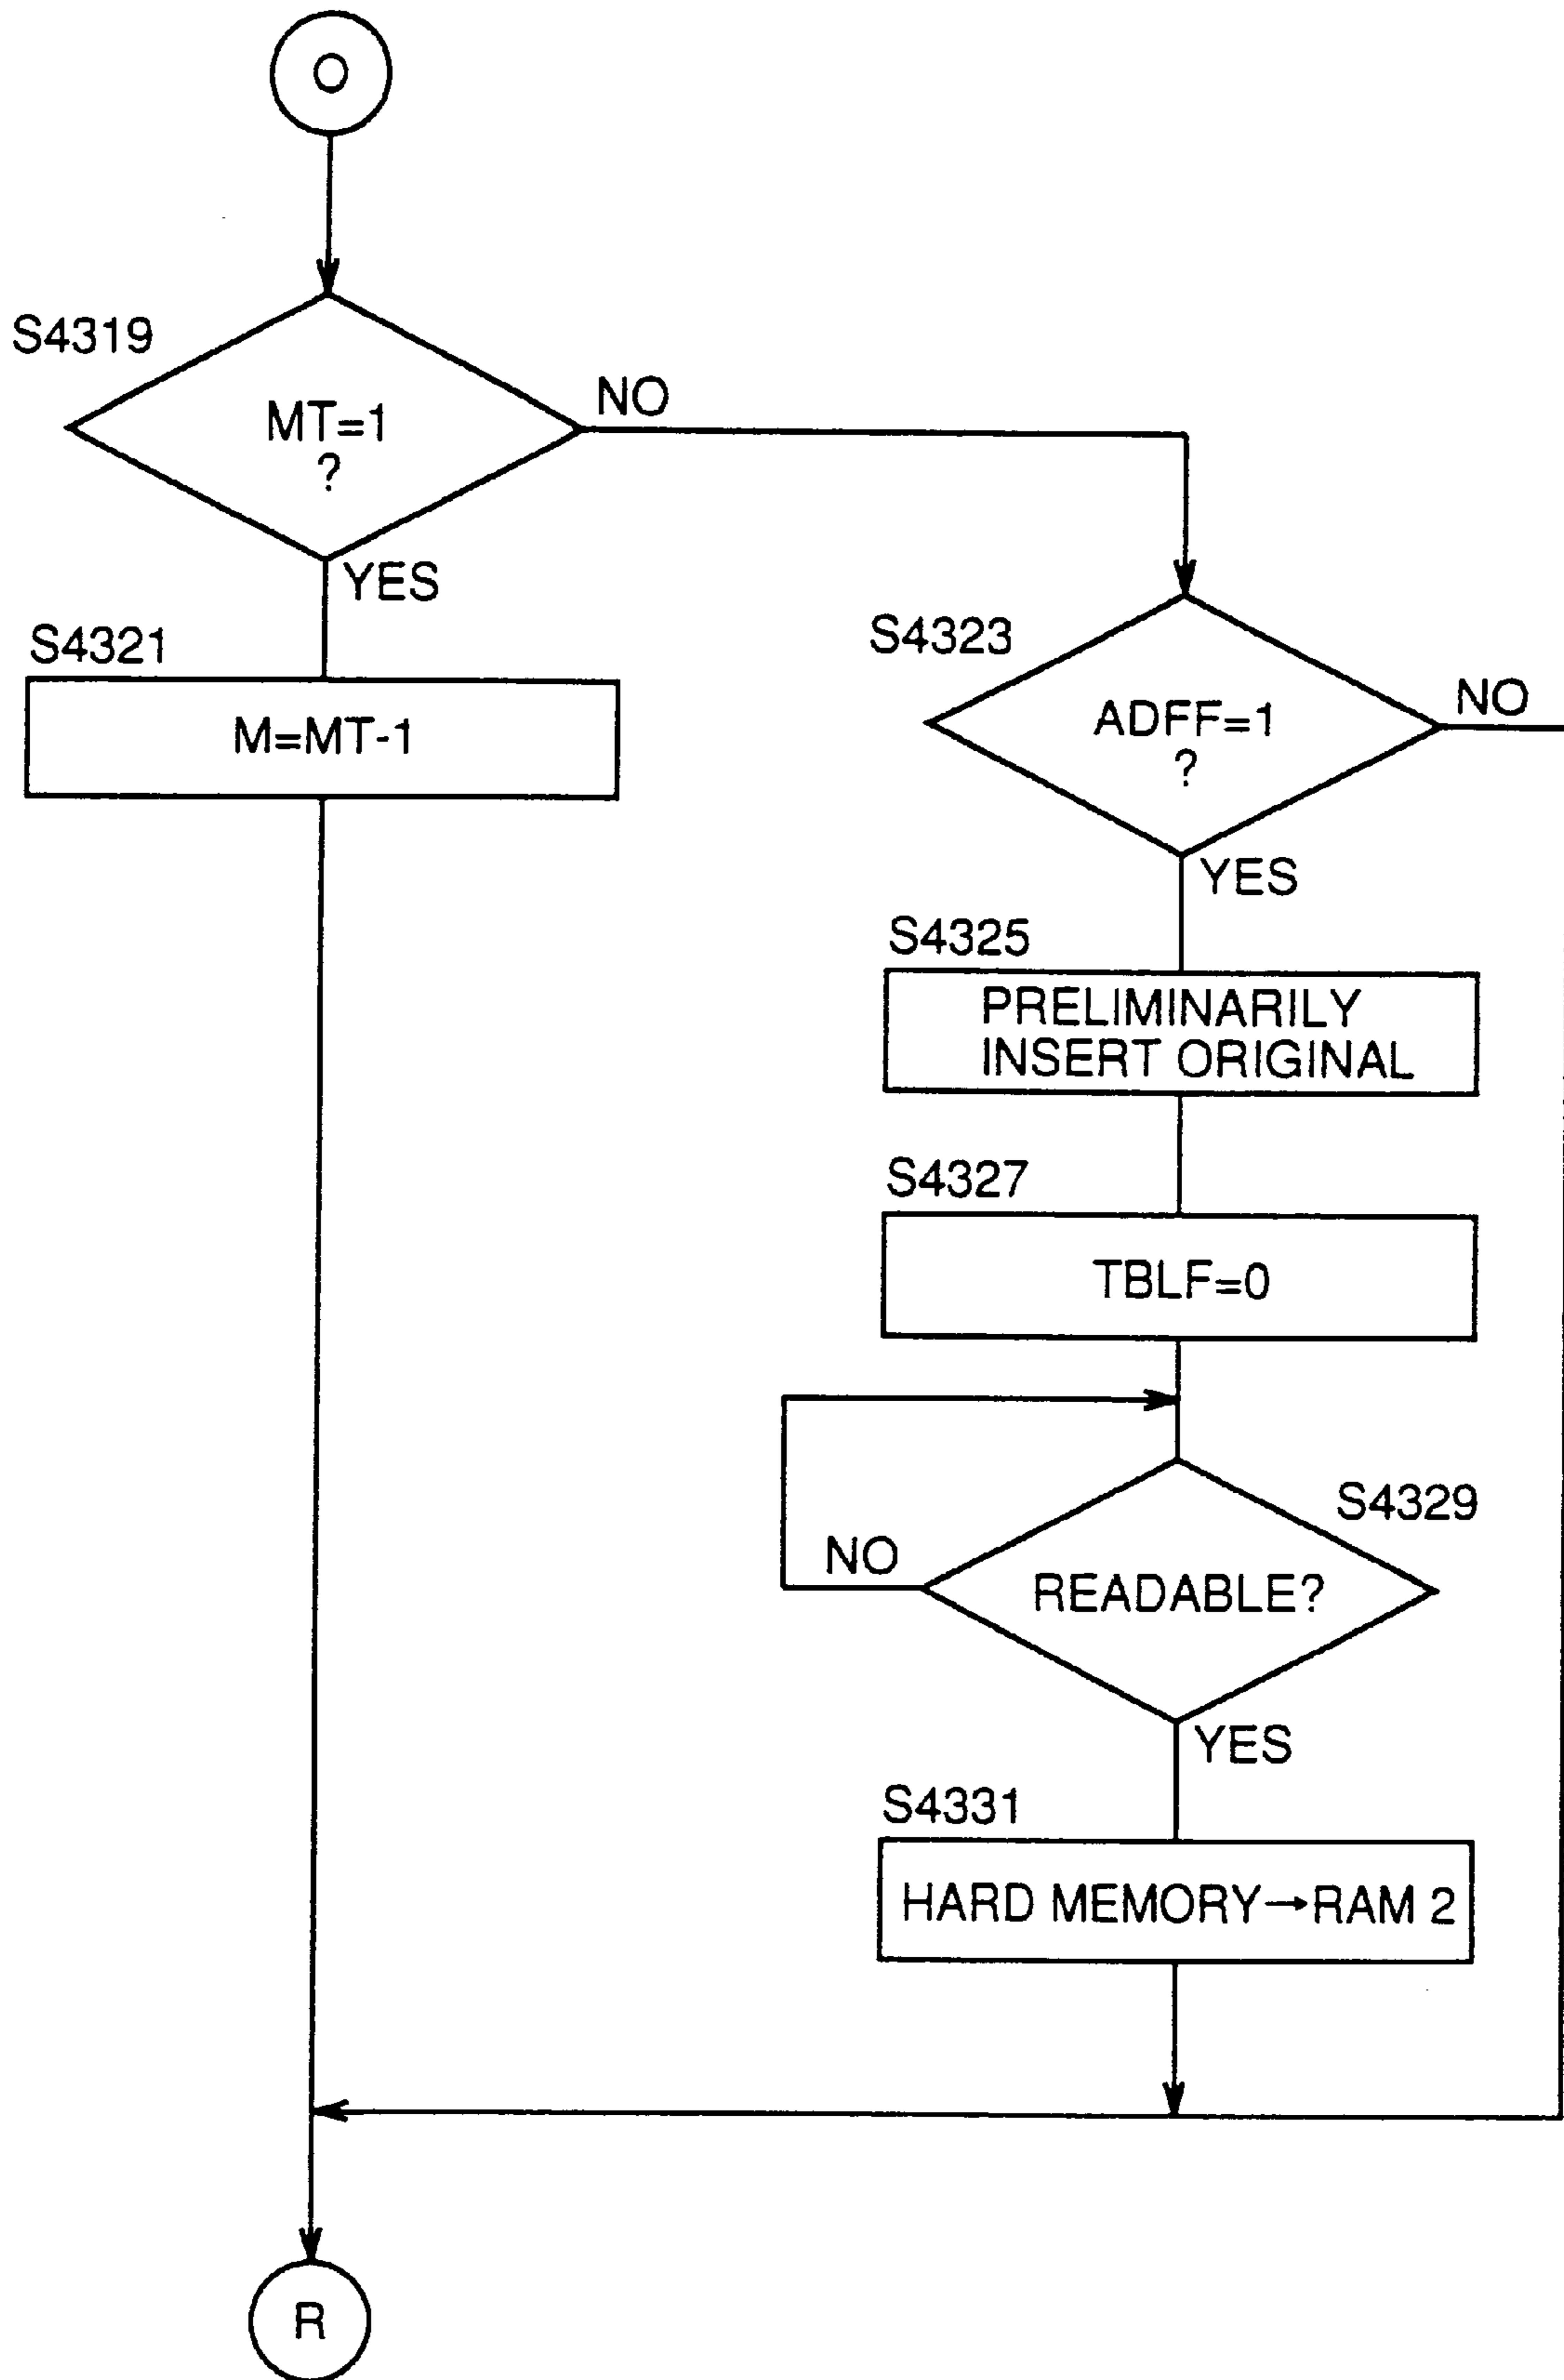 O
S4319
MT=1
?
NO
YES
S4321
M=MT-1
S4323
ADFF=1
?
NO
YES
S4325
PRELIMINARILY
INSERT ORIGINAL
S4327
TBLF=0
S4329
READABLE?
NO
YES
S4331
HARD MEMORY→RAM 2
R